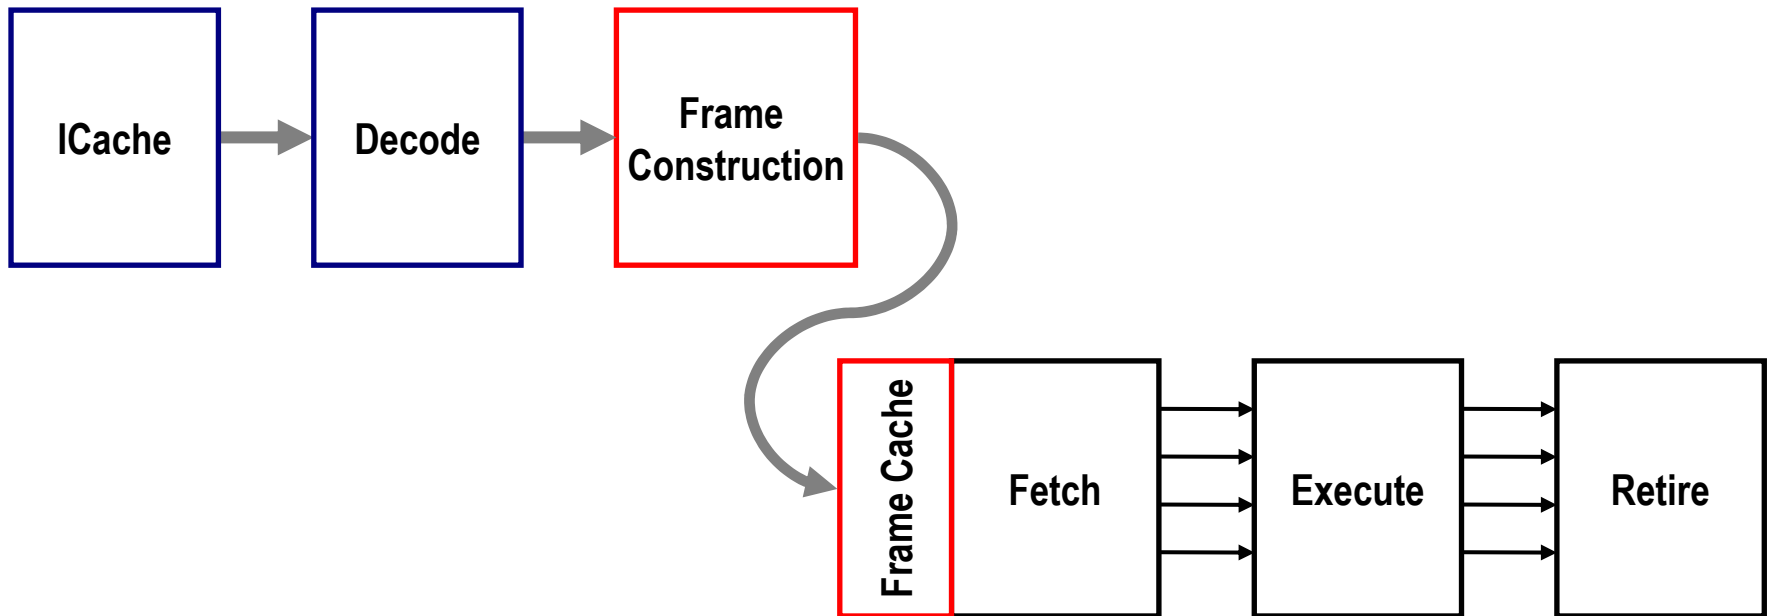 ICache
Decode
Frame
Construction
Frame Cache
Fetch
Execute
Retire